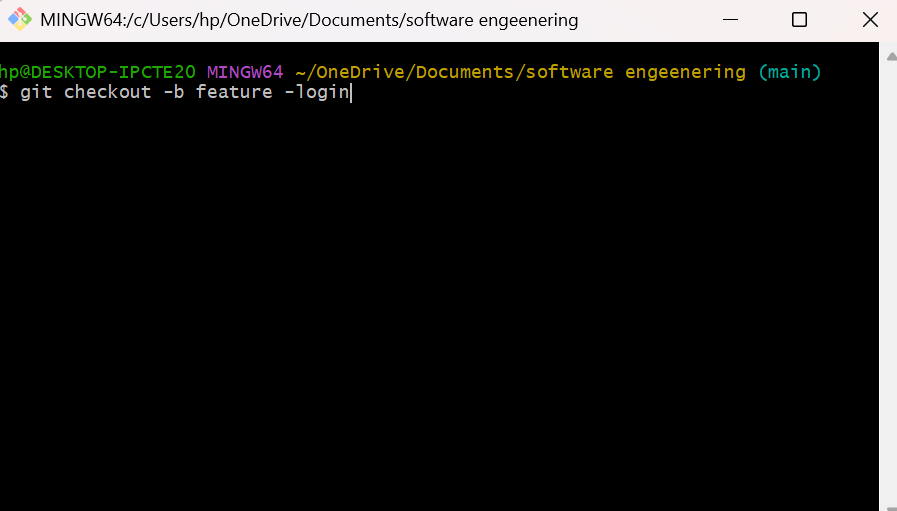 MINGW64:/c/Users/hp/OneDrive/Documents/software engeenering
hp@DESKTOP-IPCTE20 MINGW64 ~/OneDrive/Documents/software engeenering (main)
$ git checkout -b feature -login